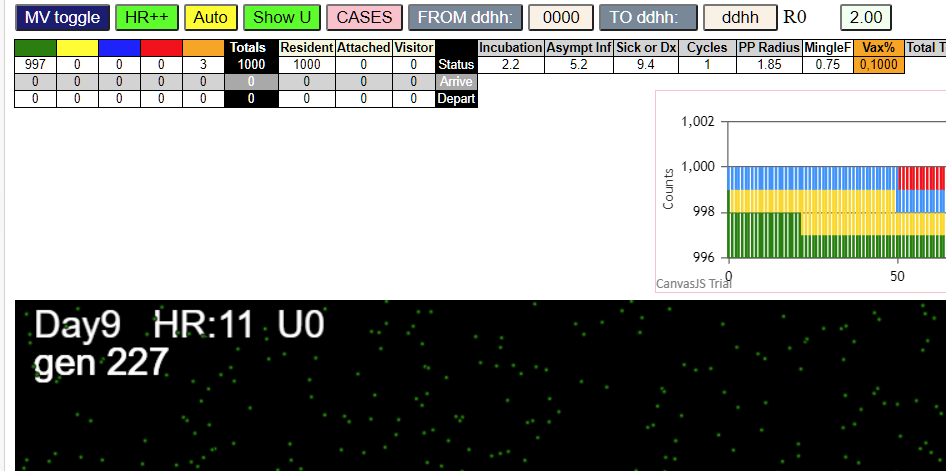 MV toggle HR++ Auto Show U CASES FROM ddhh: 0000 TO ddhh: ddhh R0 2.00
Totals Resident Attached Visitor Incubation Asympt Inf Sick or Dx Cycles PP Radius MingleF Vax% Total T
997 0 0 0 3 1000 1000 0 0 Status 2.2 5.2 9.4 1 1.85 0.75 0,1000
0 0 0 0 0 0 0 0 0 Arrive
0 0 0 0 0 0 0 0 0 Depart
1,002
1,000
998
996
Counts
0 50
CanvasJS Trial
Day9 HR:11 U0
gen 227